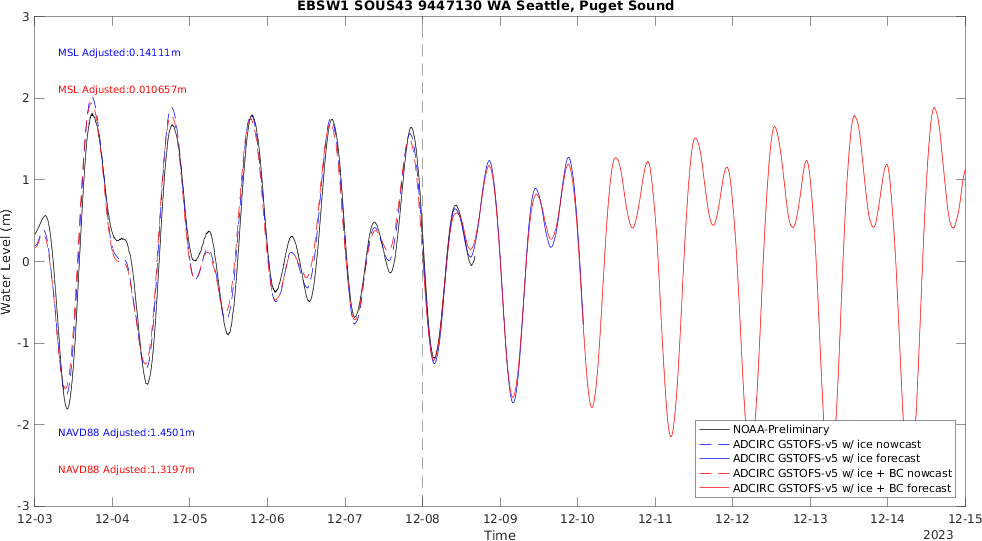 EBSW1 SOUS43 9447130 WA Seattle, Puget Sound
3
MSL Adjusted:0.14111m
MSL Adjusted:0.010657m
2
1
Water Level (m)
0
-1
-2
NAVD88 Adjusted:1.4501m
NAVD88 Adjusted:1.3197m
NOAA-Preliminary
ADCIRC GSTOFS-v5 w/ ice nowcast
ADCIRC GSTOFS-v5 w/ ice forecast
ADCIRC GSTOFS-v5 w/ ice + BC nowcast
ADCIRC GSTOFS-v5 w/ ice + BC forecast
-3
12-03 12-04 12-05 12-06 12-07 12-08 12-09 12-10 12-11 12-12 12-13 12-14 12-15
Time
2023